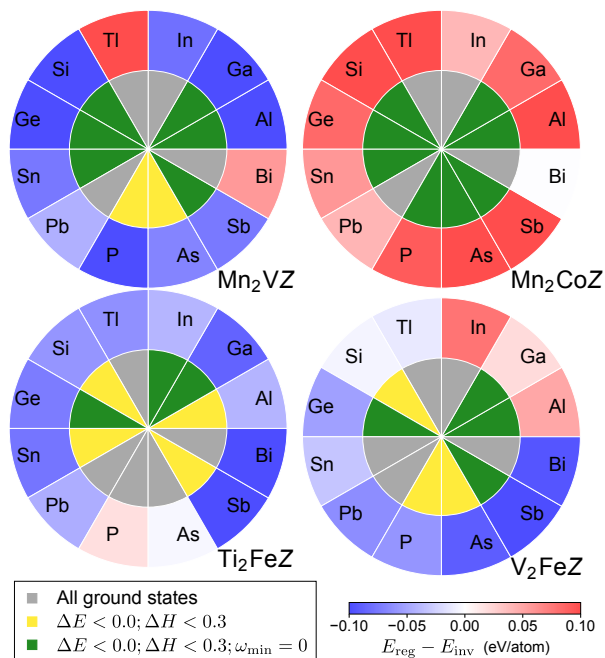 Tl
In
Si
Ga
Ge
Al
Sn
Bi
Pb
Sb
P
As
Mn₂VZ
Tl
In
Si
Ga
Ge
Al
Sn
Bi
Pb
Sb
P
As
Mn₂CoZ
Tl
In
Si
Ga
Ge
Al
Sn
Bi
Pb
Sb
P
As
Ti₂FeZ
Tl
In
Si
Ga
Ge
Al
Sn
Bi
Pb
Sb
P
As
V₂FeZ
All ground states
ΔE < 0.0; ΔH < 0.3
ΔE < 0.0; ΔH < 0.3; ω_min = 0
−0.10 −0.05 0.00 0.05 0.10
E_reg − E_inv (eV/atom)